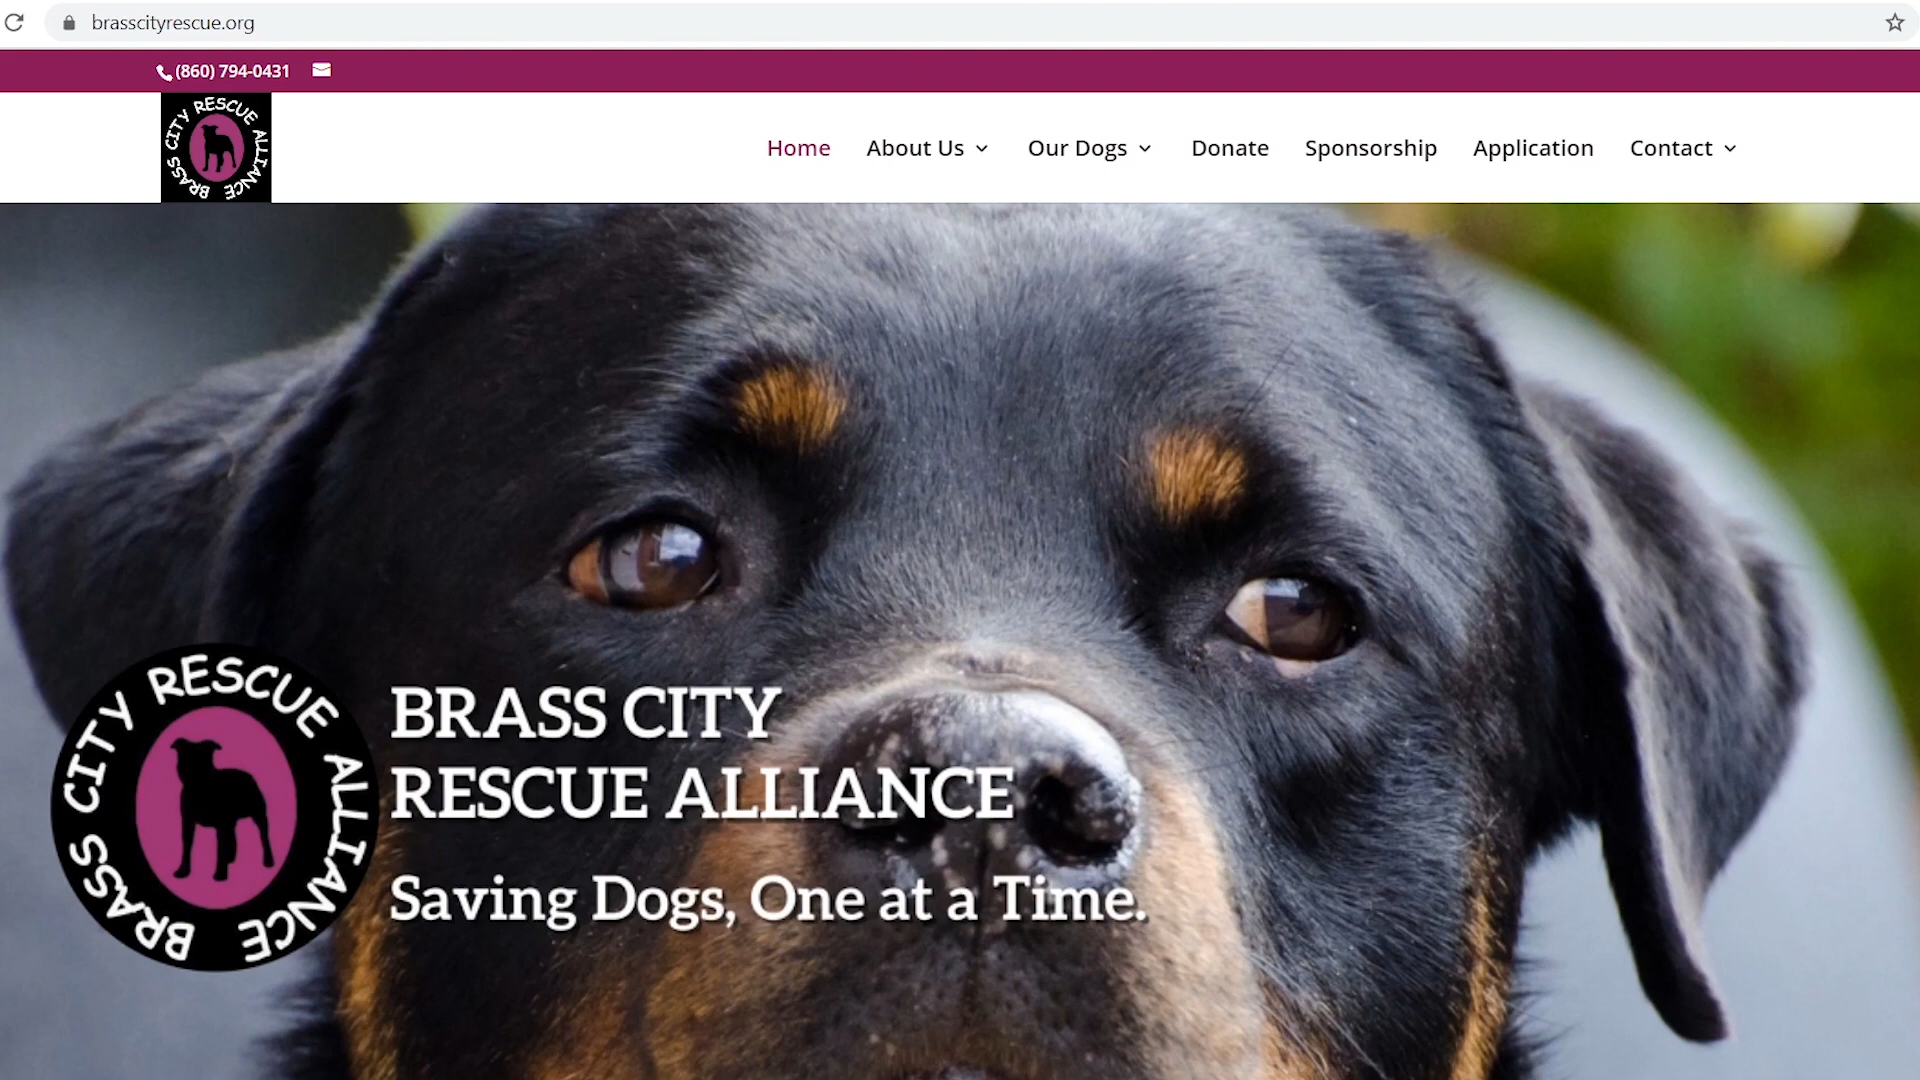 brasscityrescue.org
(860) 794-0431
BRASS CITY RESCUE ALLIANCE
Home
About Us
Our Dogs
Donate
Sponsorship
Application
Contact
BRASS CITY RESCUE ALLIANCE
BRASS CITY
RESCUE ALLIANCE
Saving Dogs, One at a Time.